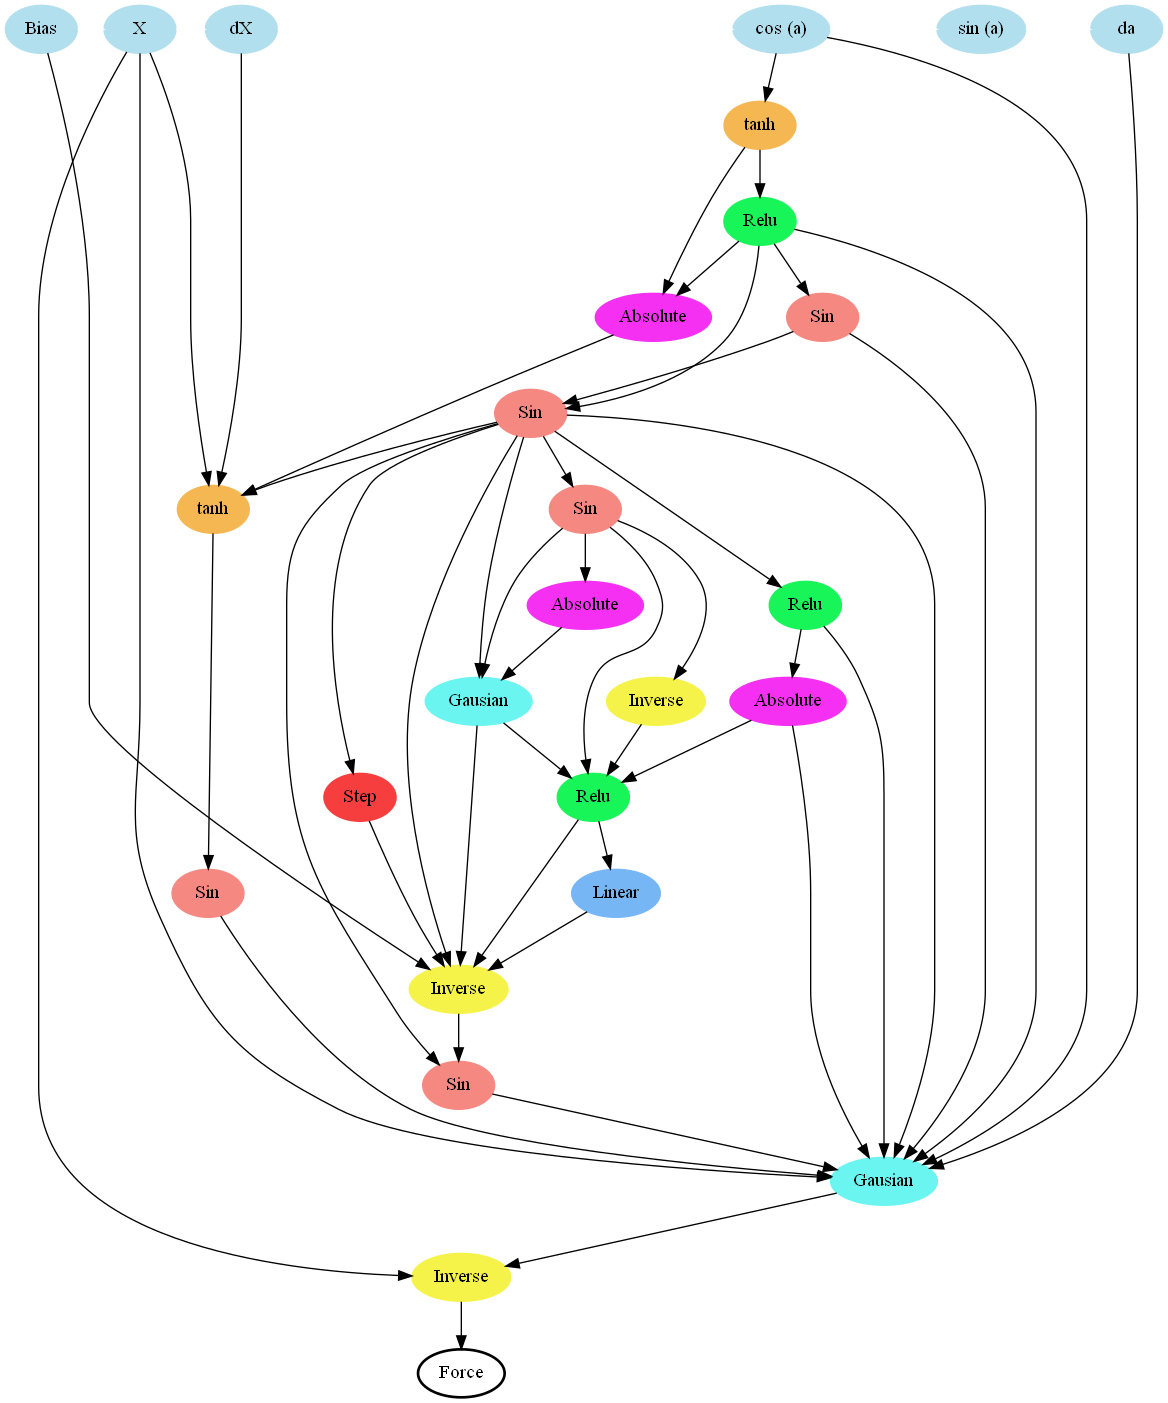 Bias
X
dX
cos (a)
sin (a)
da
tanh
Relu
Absolute
Sin
Sin
tanh
Sin
Absolute
Relu
Gausian
Inverse
Absolute
Step
Relu
Sin
Linear
Inverse
Sin
Gausian
Inverse
Force